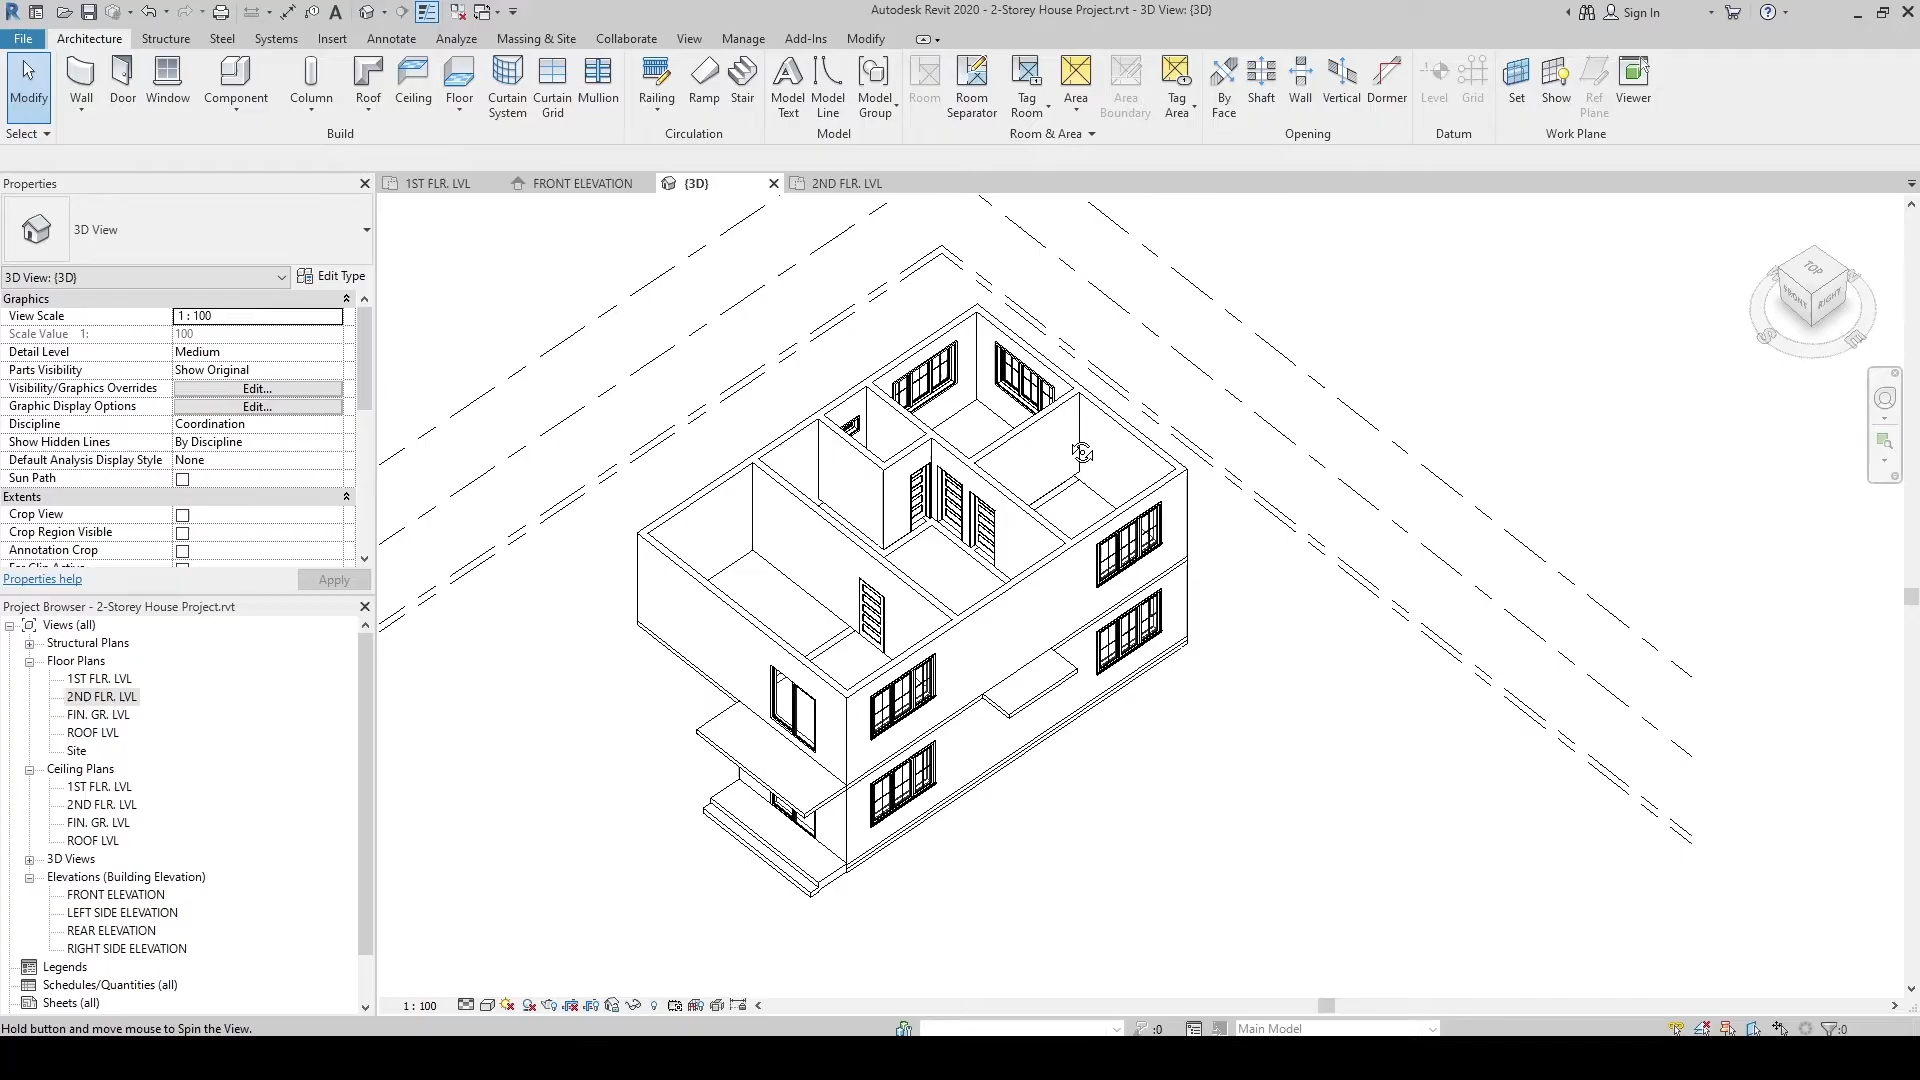 Autodesk Revit 2020 - 2-Storey House Project.rvt - 3D View: {3D}
Sign In
File Architecture Structure Steel Systems Insert Annotate Analyze Massing & Site Collaborate View Manage Add-Ins Modify
Modify Wall Door Window Component Column Roof Ceiling Floor Curtain System Curtain Grid Mullion Railing Ramp Stair Model Text Model Line Model Group Room Room Separator Tag Room Area Area Boundary Tag Area By Face Shaft Wall Vertical Dormer Level Grid Set Show Ref Plane Viewer
Select Build Circulation Model Room & Area Opening Datum Work Plane
Properties
1ST FLR. LVL FRONT ELEVATION {3D} 2ND FLR. LVL
3D View
3D View: {3D} Edit Type
Graphics
View Scale 1 : 100
Scale Value 1: 100
Detail Level Medium
Parts Visibility Show Original
Visibility/Graphics Overrides Edit...
Graphic Display Options Edit...
Discipline Coordination
Show Hidden Lines By Discipline
Default Analysis Display Style None
Sun Path
Extents
Crop View
Crop Region Visible
Annotation Crop
Properties help Apply
Project Browser - 2-Storey House Project.rvt
Views (all)
Structural Plans
Floor Plans
1ST FLR. LVL
2ND FLR. LVL
FIN. GR. LVL
ROOF LVL
Site
Ceiling Plans
1ST FLR. LVL
2ND FLR. LVL
FIN. GR. LVL
ROOF LVL
3D Views
Elevations (Building Elevation)
FRONT ELEVATION
LEFT SIDE ELEVATION
REAR ELEVATION
RIGHT SIDE ELEVATION
Legends
Schedules/Quantities (all)
Sheets (all)
TOP
FRONT RIGHT
S E
1 : 100
Hold button and move mouse to Spin the View.
:0
Main Model
:0